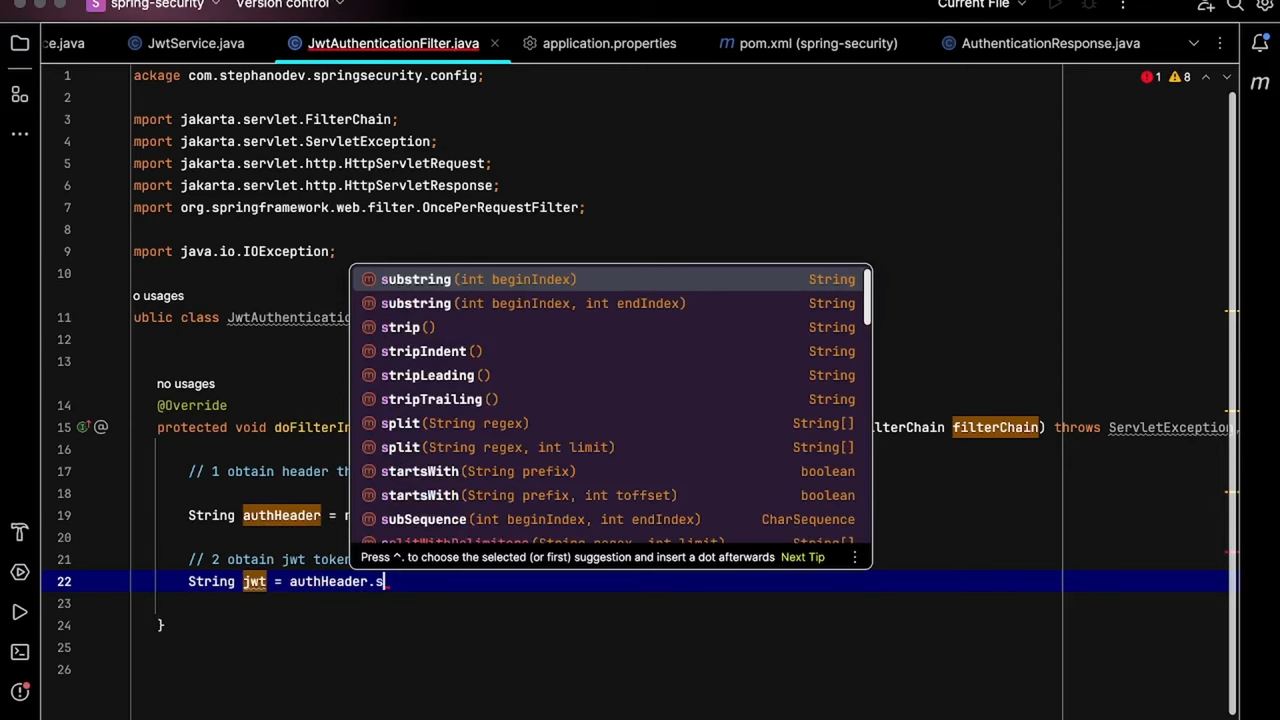 spring-security
Version control
Current File
ce.java
JwtService.java
JwtAuthenticationFilter.java
application.properties
pom.xml (spring-security)
AuthenticationResponse.java
1 ackage com.stephanodev.springsecurity.config;
1
8
2
3 mport jakarta.servlet.FilterChain;
4 mport jakarta.servlet.ServletException;
5 mport jakarta.servlet.http.HttpServletRequest;
6 mport jakarta.servlet.http.HttpServletResponse;
7 mport org.springframework.web.filter.OncePerRequestFilter;
8
9 mport java.io.IOException;
10
o usages
11 ublic class JwtAuthenticatio
12
13
no usages
14 @Override
15 protected void doFilterIn
ilterChain filterChain) throws ServletException,
16
17 // 1 obtain header th
18
19 String authHeader = r
20
21 // 2 obtain jwt token
22 String jwt = authHeader.s
23
24 }
25
26
substring(int beginIndex) String
substring(int beginIndex, int endIndex) String
strip() String
stripIndent() String
stripLeading() String
stripTrailing() String
split(String regex) String[]
split(String regex, int limit) String[]
startsWith(String prefix) boolean
startsWith(String prefix, int toffset) boolean
subSequence(int beginIndex, int endIndex) CharSequence
splitWithDelimiters(String regex, int limit) String[]
Press ^. to choose the selected (or first) suggestion and insert a dot afterwards Next Tip